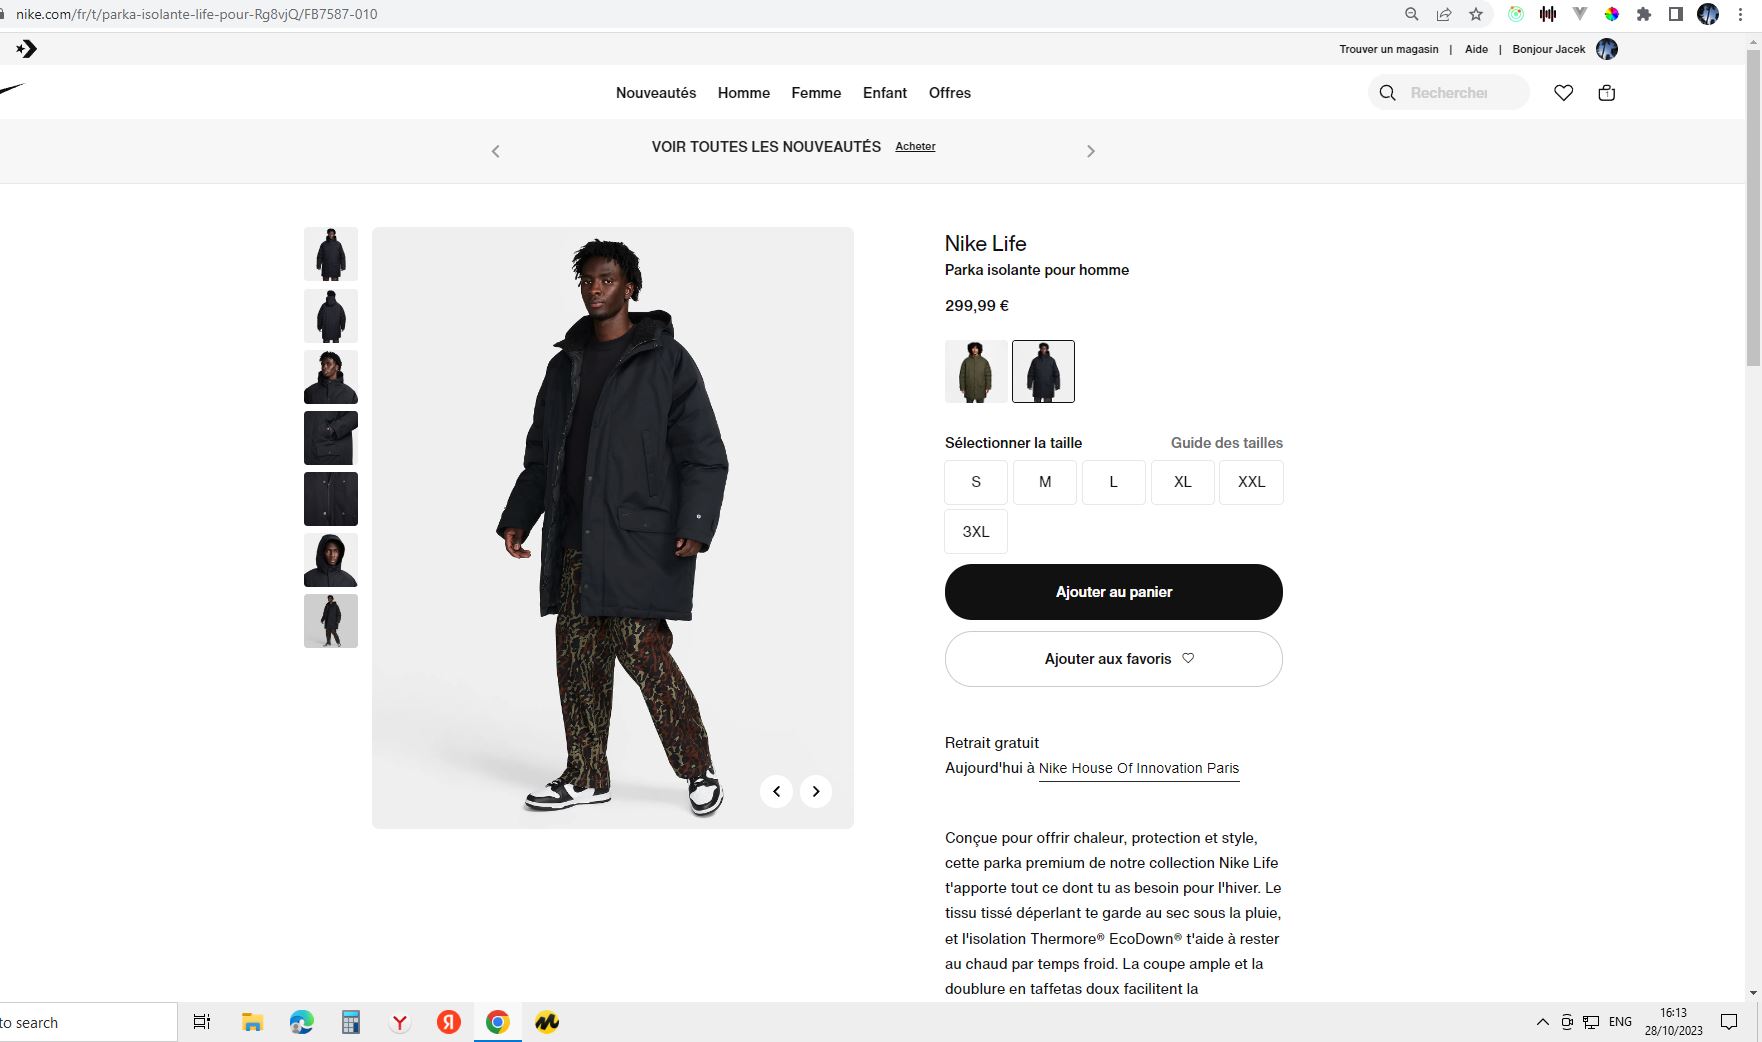 nike.com/fr/t/parka-isolante-life-pour-Rg8vjQ/FB7587-010
Trouver un magasin | Aide | Bonjour Jacek
Nouveautés Homme Femme Enfant Offres
Rechercher
1
VOIR TOUTES LES NOUVEAUTÉS Acheter
Nike Life
Parka isolante pour homme
299,99 €
Sélectionner la taille Guide des tailles
S M L XL XXL
3XL
Ajouter au panier
Ajouter aux favoris
Retrait gratuit
Aujourd'hui à Nike House Of Innovation Paris
Conçue pour offrir chaleur, protection et style,
cette parka premium de notre collection Nike Life
t'apporte tout ce dont tu as besoin pour l'hiver. Le
tissu tissé déperlant te garde au sec sous la pluie,
et l'isolation Thermore® EcoDown® t'aide à rester
au chaud par temps froid. La coupe ample et la
doublure en taffetas doux facilitent la
to search
ENG
16:13
28/10/2023